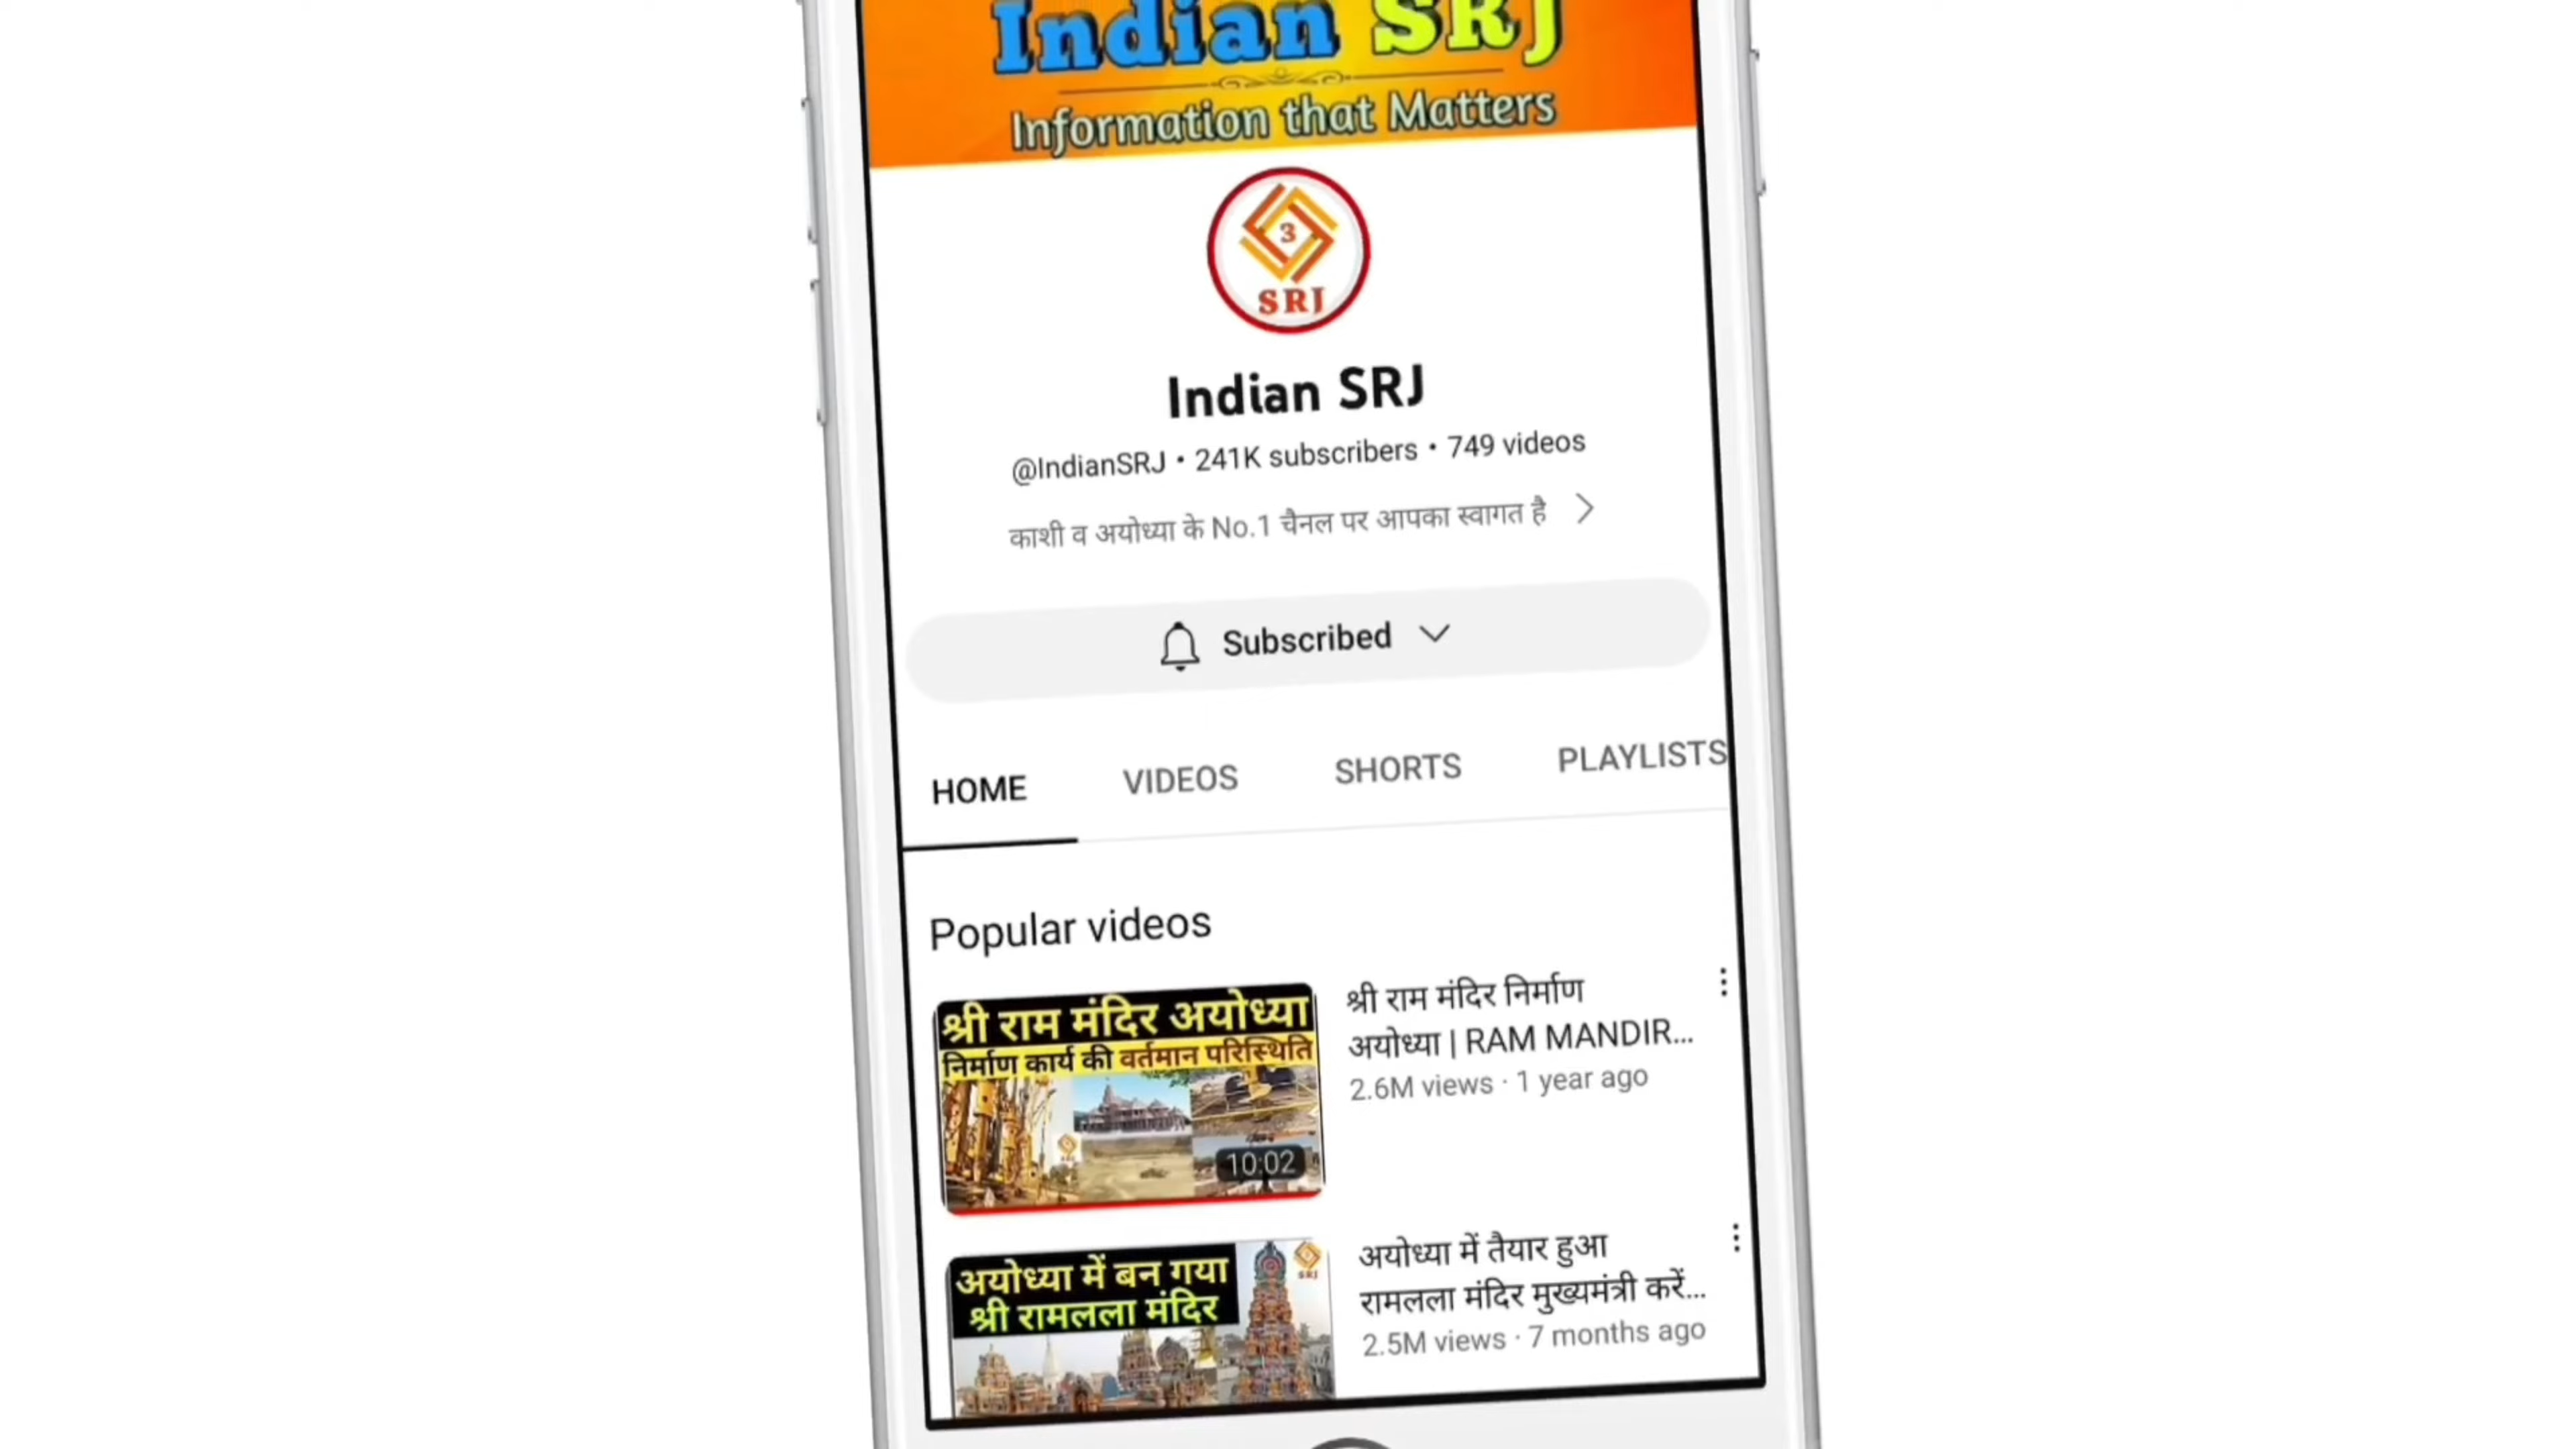 Indian SRJ
Information that Matters
3
SRJ
Indian SRJ
@IndianSRJ • 241K subscribers • 749 videos
काशी व अयोध्या के No.1 चैनल पर आपका स्वागत है
Subscribed
HOME VIDEOS SHORTS PLAYLISTS
Popular videos
श्री राम मंदिर अयोध्या
निर्माण कार्य की वर्तमान परिस्थिति
10:02
श्री राम मंदिर निर्माण
अयोध्या | RAM MANDIR...
2.6M views · 1 year ago
अयोध्या में बन गया
श्री रामलला मंदिर
SRJ
अयोध्या में तैयार हुआ
रामलला मंदिर मुख्यमंत्री करें...
2.5M views · 7 months ago